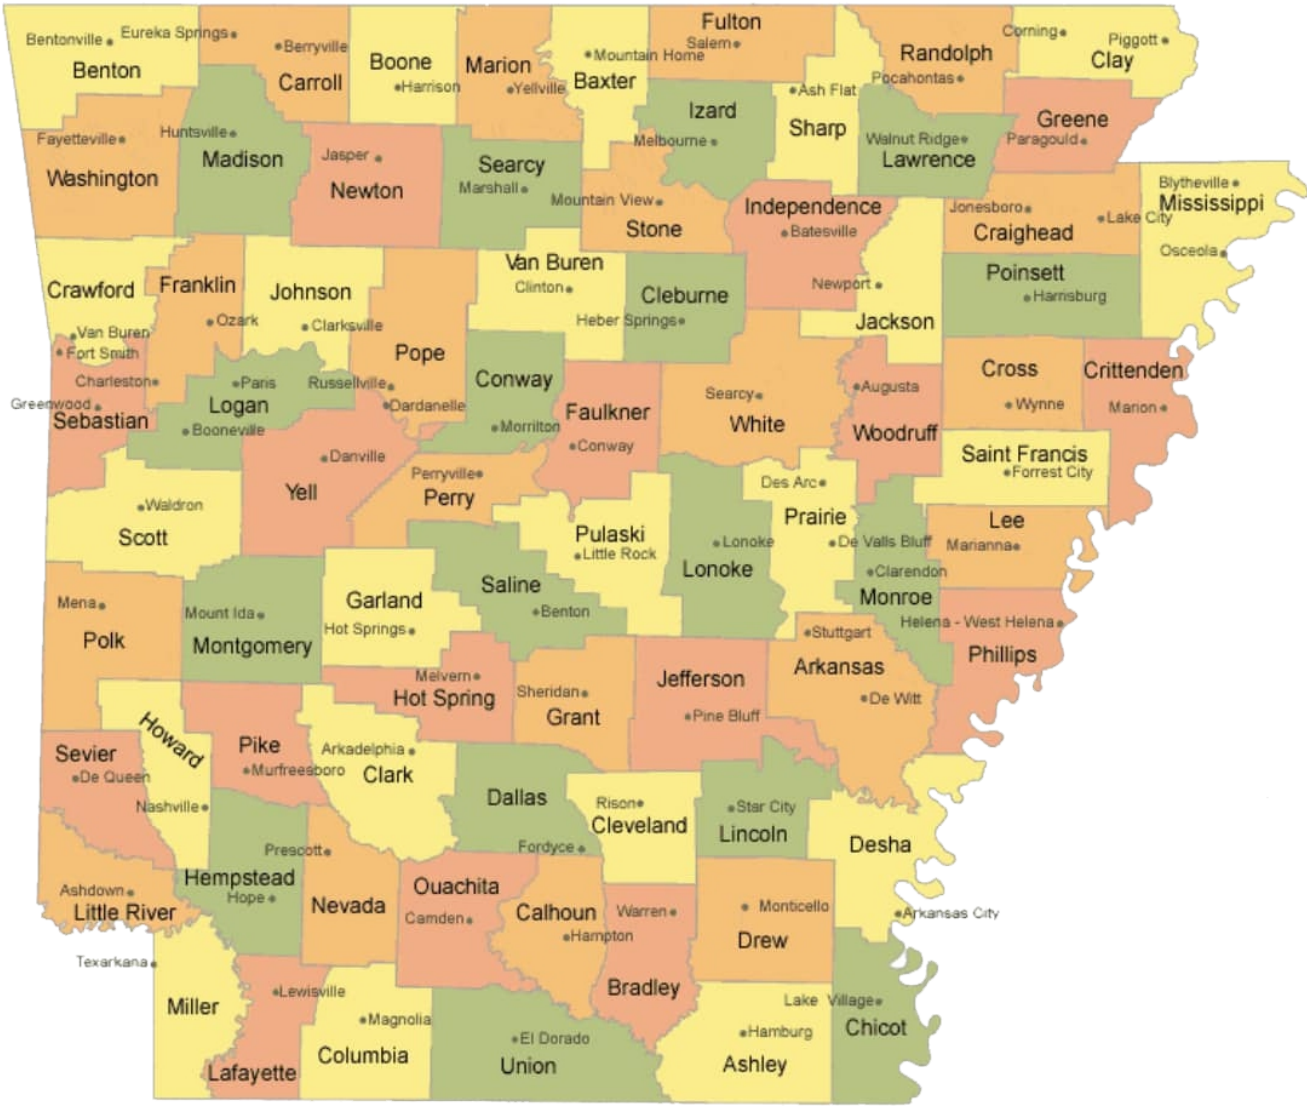 Fulton
Bentonville
Eureka Springs
Berryville
Salem
Corning
Piggott
Benton
Carroll
Boone
Harrison
Marion
Yellville
Mountain Home
Baxter
Randolph
Pocahontas
Clay
Ash Flat
Sharp
Izard
Melbourne
Greene
Paragould
Fayetteville
Huntsville
Walnut Ridge
Lawrence
Washington
Madison
Jasper
Newton
Searcy
Marshall
Mountain View
Stone
Independence
Batesville
Jonesboro
Lake City
Craighead
Blytheville
Mississippi
Osceola
Crawford
Van Buren
Franklin
Ozark
Johnson
Clarksville
Van Buren
Clinton
Cleburne
Heber Springs
Newport
Jackson
Poinsett
Harrisburg
Fort Smith
Charleston
Greenwood
Sebastian
Paris
Logan
Booneville
Pope
Russellville
Dardanelle
Conway
Morrilton
Faulkner
Conway
Searcy
White
Augusta
Woodruff
Cross
Wynne
Crittenden
Marion
Danville
Yell
Perryville
Perry
Saint Francis
Forrest City
Waldron
Scott
Pulaski
Little Rock
Lonoke
Lonoke
Des Arc
Prairie
De Valls Bluff
Lee
Marianna
Clarendon
Monroe
Mena
Polk
Mount Ida
Montgomery
Garland
Hot Springs
Saline
Benton
Helena - West Helena
Phillips
Stuttgart
Arkansas
De Witt
Melvern
Hot Spring
Sheridan
Grant
Jefferson
Pine Bluff
Sevier
De Queen
Howard
Nashville
Pike
Murfreesboro
Arkadelphia
Clark
Dallas
Fordyce
Rison
Cleveland
Star City
Lincoln
Desha
Arkansas City
Ashdown
Little River
Hempstead
Hope
Prescott
Nevada
Ouachita
Camden
Calhoun
Hampton
Warren
Bradley
Monticello
Drew
Texarkana
Miller
Lewisville
Lafayette
Magnolia
Columbia
El Dorado
Union
Hamburg
Ashley
Lake Village
Chicot